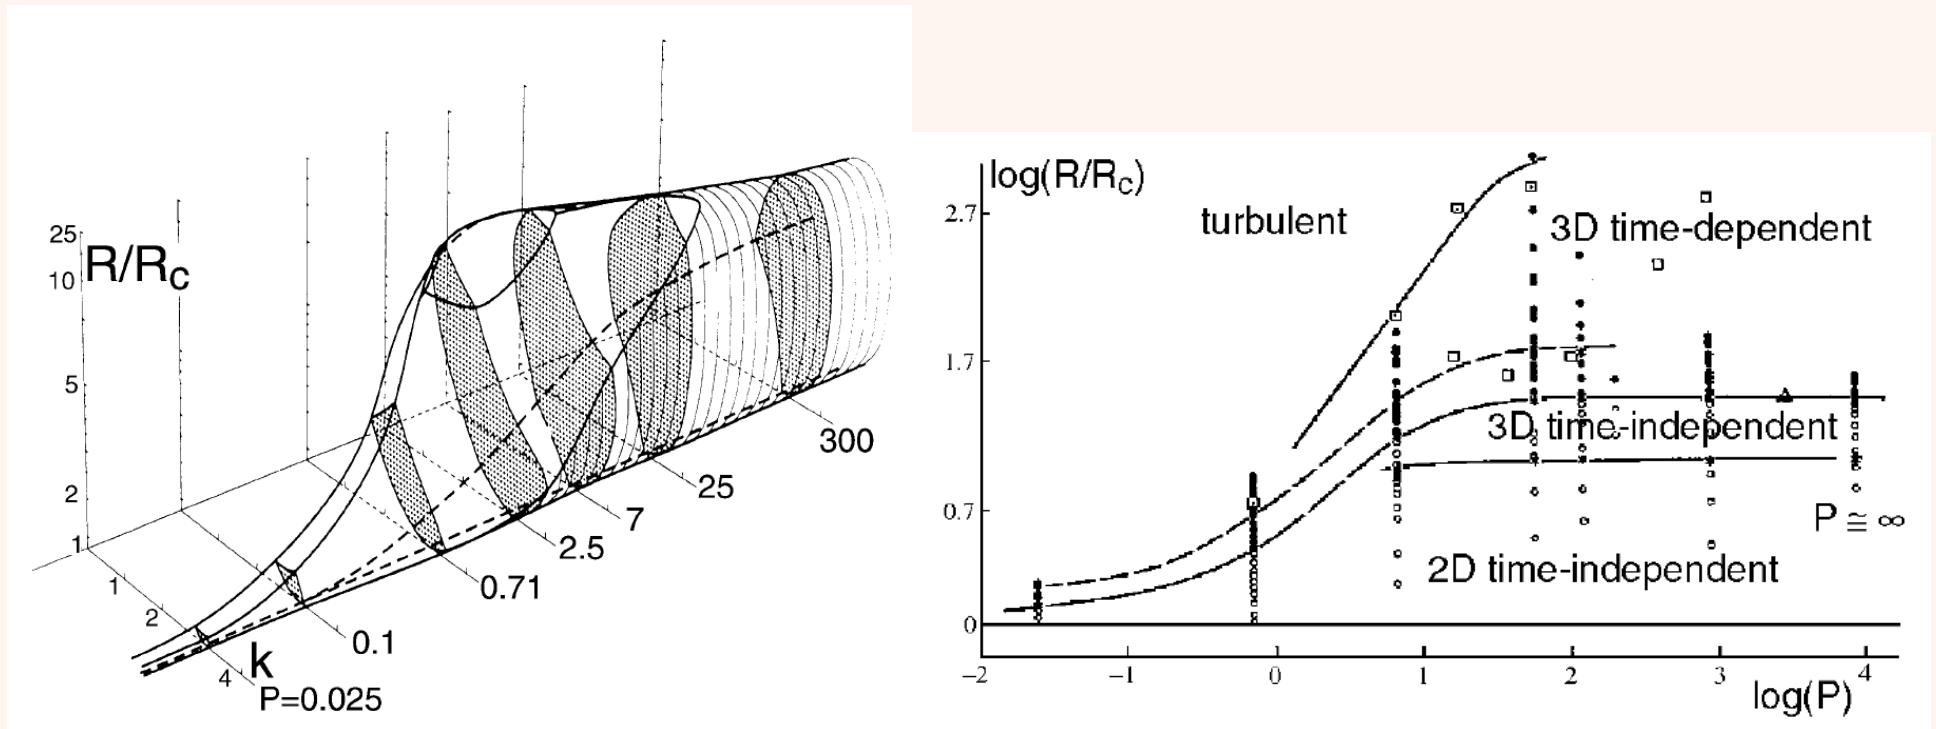 25
R/Rc
10
5
2
1
1
2
4
k
P=0.025
0.1
0.71
2.5
7
25
300
log(R/Rc)
2.7
turbulent
3D time-dependent
1.7
3D time-independent
0.7
P ≅ ∞
2D time-independent
0
−2
−1
0
1
2
3
4
log(P)